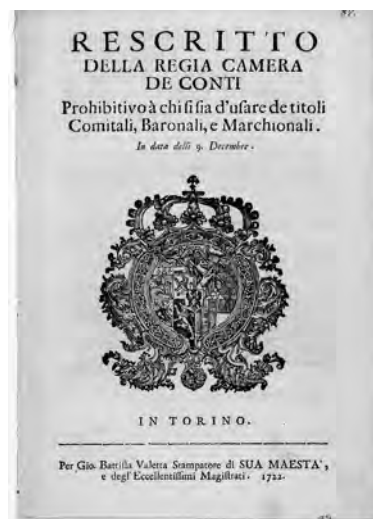 RESCRITTO
DELLA REGIA CAMERA
DE CONTI
Prohibitivo à chi si sia d'usare de titoli
Comitali, Baronali, e Marchionali.
In data delli 9. Decembre.
IN TORINO.
Per Gio. Battista Valetta Stampatore di SUA MAESTA',
e degl'Eccellentissimi Magistrati. 1722.